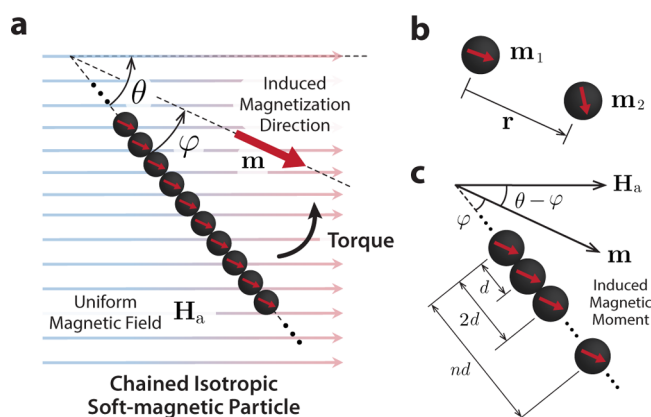 a
θ
Induced
Magnetization
Direction
φ
m
Torque
Uniform
Magnetic Field
Hₐ
Chained Isotropic
Soft-magnetic Particle
b
m₁
m₂
r
c
Hₐ
θ − φ
φ
m
d
2d
nd
Induced
Magnetic
Moment